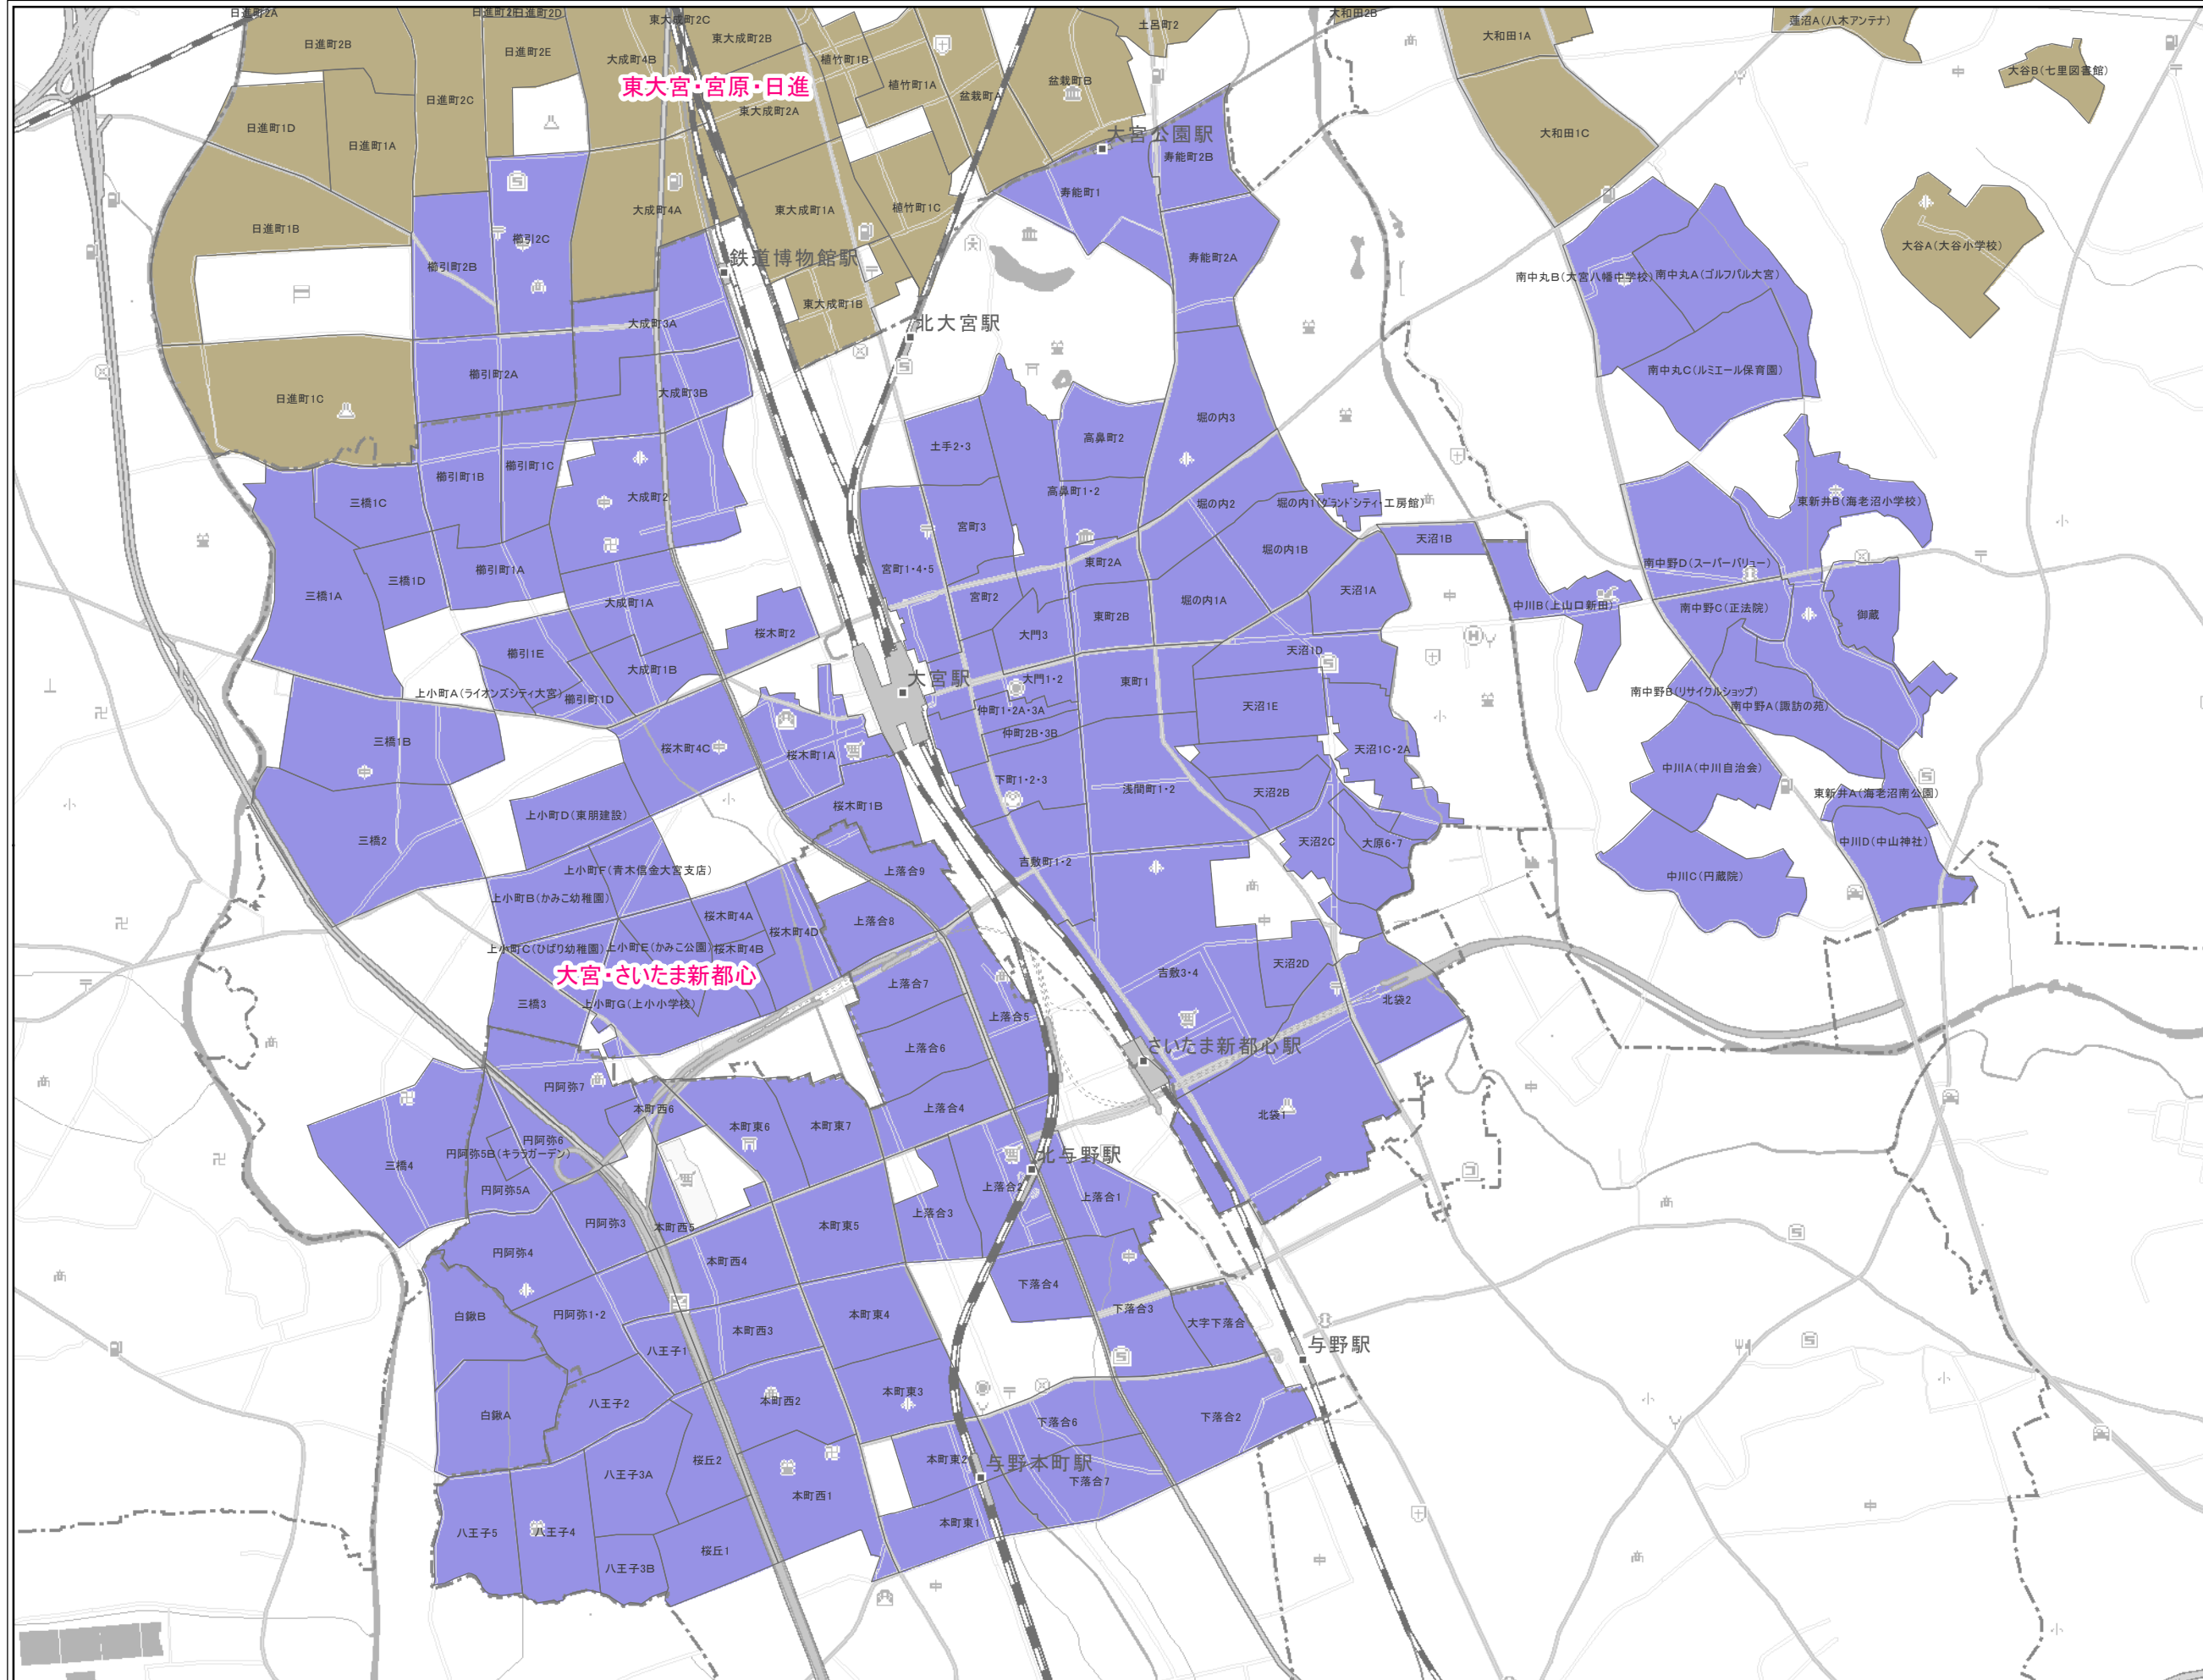 日進町2A
日進町2D
東大成町2C
大和田2B
蓮沼A(八木アンテナ)
日進町2B
日進町2E
大成町4B
東大成町2B
植竹町1B
土呂町2
大和田1A
大谷B(七里図書館)
東大宮・宮原・日進
日進町2C
植竹町1A
盆栽町A
盆栽町B
東大成町2A
日進町1D
日進町1A
大宮公園駅
大和田1C
寿能町2B
寿能町1
大成町4A
東大成町1A
植竹町1C
日進町1B
櫛引2C
大谷A(大谷小学校)
鉄道博物館駅
寿能町2A
櫛引町2B
南中丸B(大宮八幡中学校)
南中丸A(ゴルフパル大宮)
東大成町1B
大成町3A
北大宮駅
櫛引町2A
南中丸C(ルミエール保育園)
日進町1C
大成町3B
堀の内3
土手2・3
高鼻町2
櫛引町1B
櫛引町1C
三橋1C
大成町2
高鼻町1・2
堀の内2
堀の内1(グランドシティ・工房館)
東新井B(海老沼小学校)
宮町3
天沼1B
堀の内1B
宮町1・4・5
東町2A
南中野D(スーパーバリュー)
櫛引町1A
三橋1D
三橋1A
宮町2
天沼1A
大成町1A
堀の内1A
中川B(上山口新田)
南中野C(正法院)
御蔵
桜木町2
大門3
東町2B
櫛引1E
大成町1B
天沼1D
大宮駅
大門1・2
東町1
上小町A(ライオンズシティ大宮)
櫛引町1D
南中野B(リサイクルショップ)
南中野A(諏訪の苑)
仲町1・2A・3A
天沼1E
仲町2B・3B
三橋1B
桜木町4C
桜木町1A
天沼1C・2A
中川A(中川自治会)
下町1・2・3
浅間町1・2
天沼2B
東新井A(海老沼南公園)
桜木町1B
上小町D(東朋建設)
三橋2
天沼2C
大原6・7
中川D(中山神社)
吉敷町1・2
上小町F(青木信金大宮支店)
上落合9
中川C(円蔵院)
上小町B(かみこ幼稚園)
桜木町4A
上落合8
桜木町4D
上小町C(ひばり幼稚園)
上小町E(かみこ公園)
桜木町4B
大宮・さいたま新都心
吉敷3・4
天沼2D
上落合7
北袋2
三橋3
上小町G(上小小学校)
上落合5
上落合6
さいたま新都心駅
円阿弥7
上落合4
本町西6
北袋1
本町東6
本町東7
円阿弥6
円阿弥5B(キララガーデン)
北与野駅
三橋4
円阿弥5A
上落合2
上落合1
上落合3
円阿弥3
本町西5
本町東5
円阿弥4
本町西4
下落合4
白鍬B
円阿弥1・2
本町東4
下落合3
大字下落合
本町西3
与野駅
八王子1
本町東3
八王子2
本町西2
白鍬A
下落合6
下落合2
桜丘2
本町東2
与野本町駅
八王子3A
下落合7
本町西1
本町東1
八王子5
八王子4
桜丘1
八王子3B